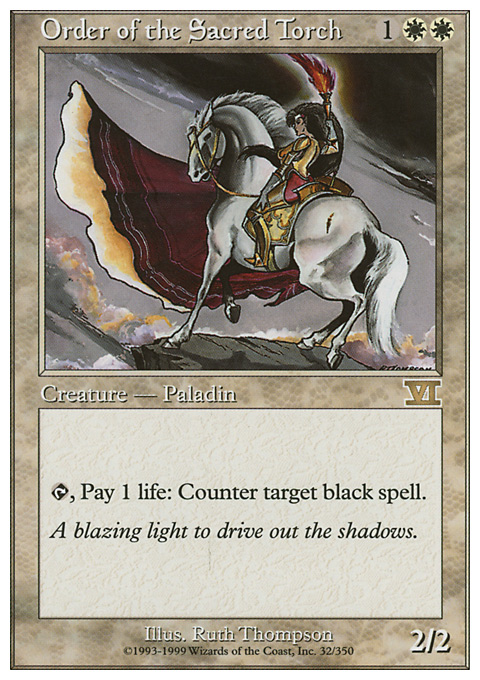 Order of the Sacred Torch 1
Creature — Paladin VI
, Pay 1 life: Counter target black spell.
A blazing light to drive out the shadows.
Illus. Ruth Thompson
©1993-1999 Wizards of the Coast, Inc. 32/350
2/2